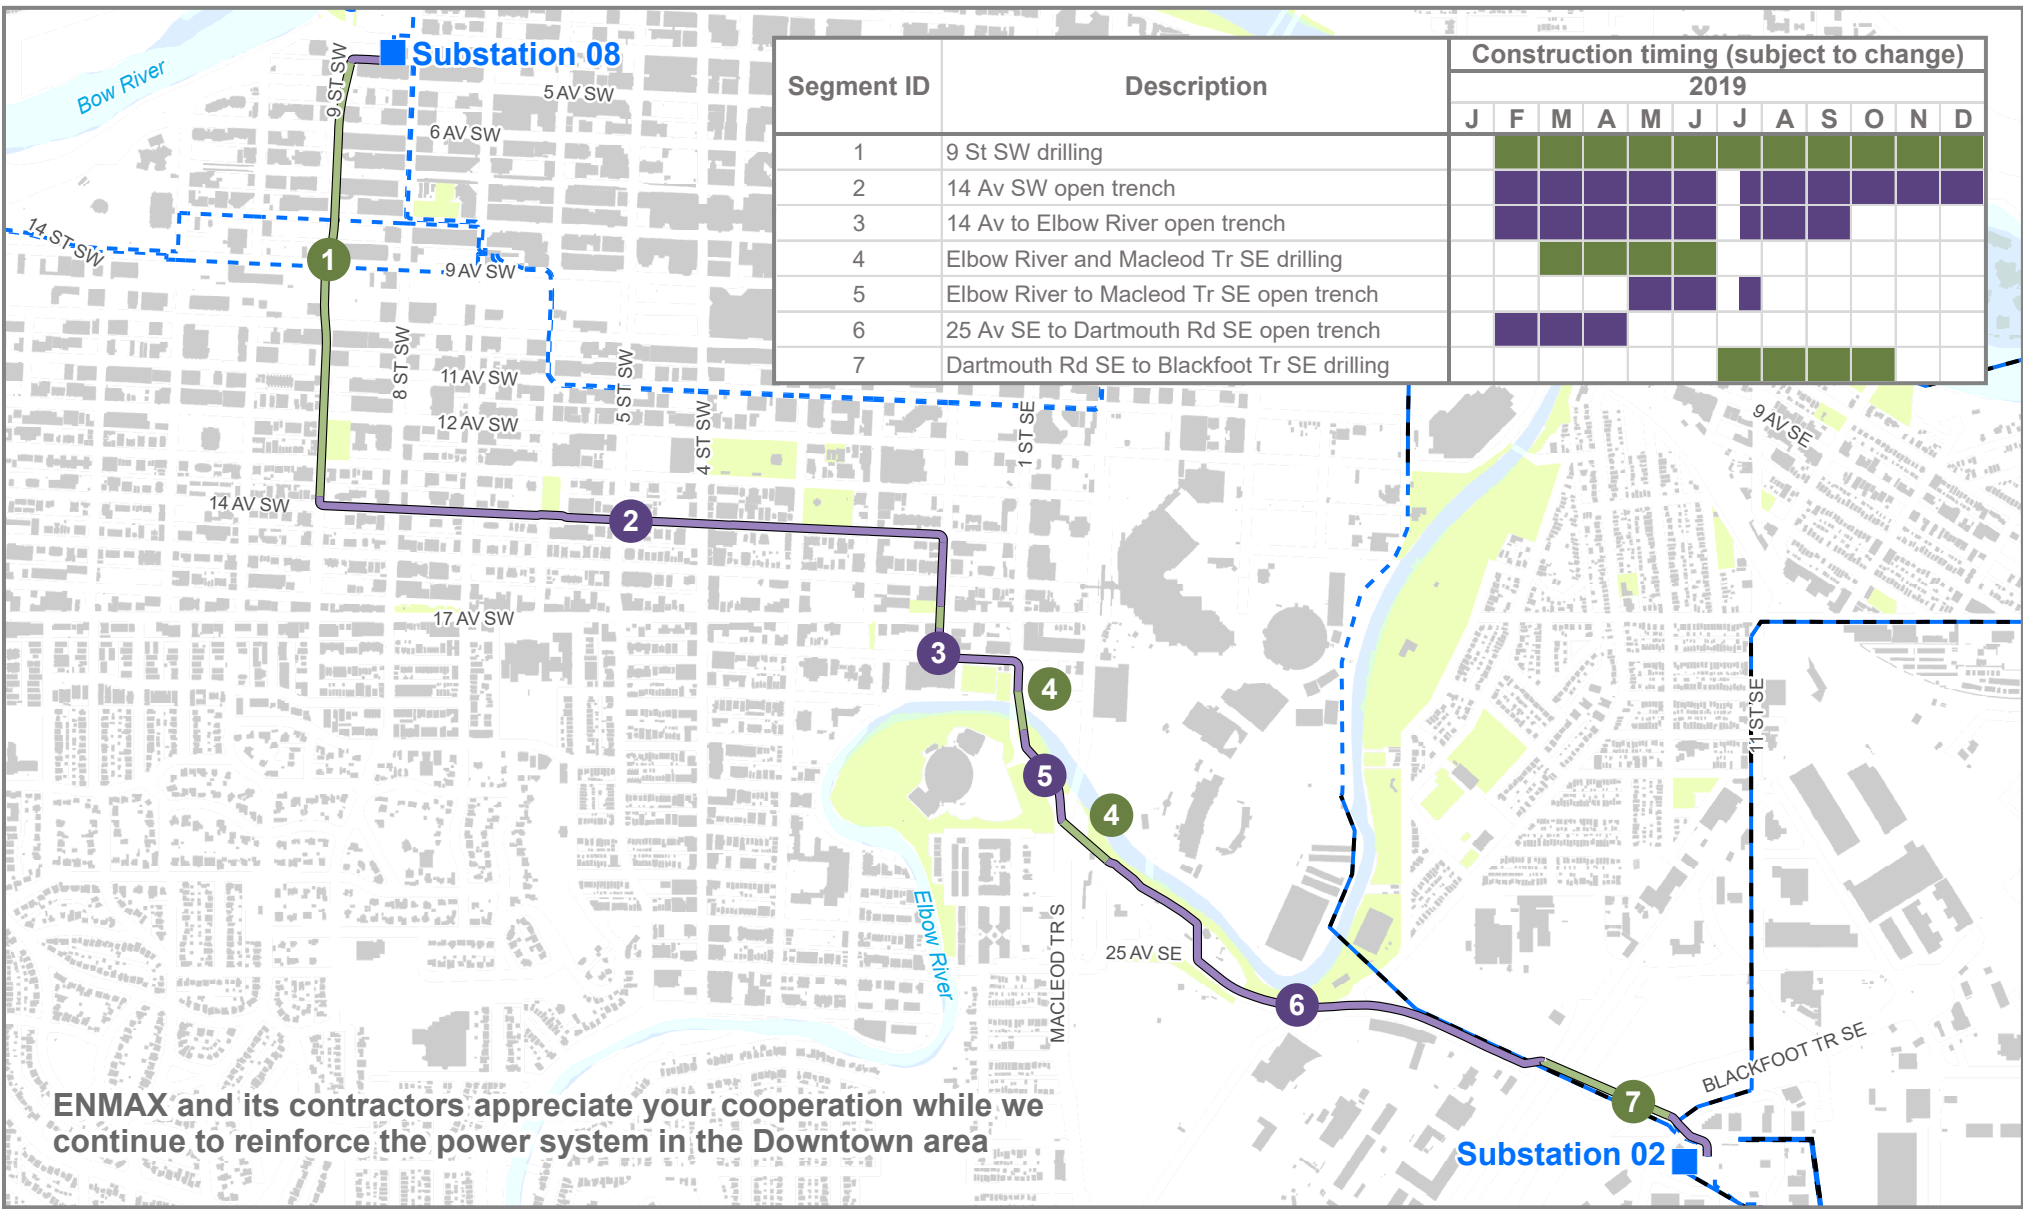 Substation 08
Bow River
9 ST SW
5 AV SW
6 AV SW
14 ST SW
9 AV SW
8 ST SW
11 AV SW
5 ST SW
12 AV SW
4 ST SW
1 ST SE
14 AV SW
17 AV SW
9 AV SE
11 ST SE
Segment ID Description Construction timing (subject to change)
2019
J F M A M J J A S O N D
1 9 St SW drilling
2 14 Av SW open trench
3 14 Av to Elbow River open trench
4 Elbow River and Macleod Tr SE drilling
5 Elbow River to Macleod Tr SE open trench
6 25 Av SE to Dartmouth Rd SE open trench
7 Dartmouth Rd SE to Blackfoot Tr SE drilling
1
2
3
4
5
4
6
7
Elbow River
MACLEOD TR S
25 AV SE
BLACKFOOT TR SE
Substation 02
ENMAX and its contractors appreciate your cooperation while we
continue to reinforce the power system in the Downtown area